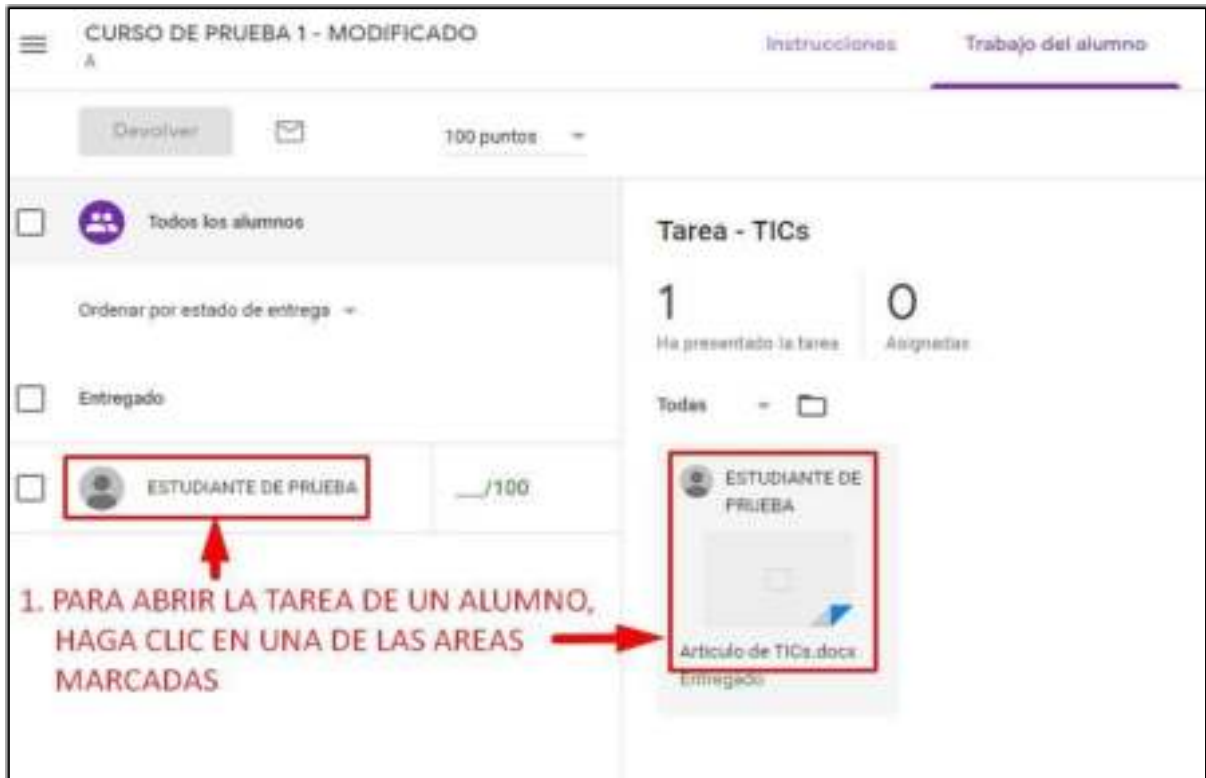 CURSO DE PRUEBA 1 - MODIFICADO
A
Instrucciones
Trabajo del alumno
Devolver
100 puntos
Todos los alumnos
Ordenar por estado de entrega
Entregado
ESTUDIANTE DE PRUEBA
__/100
Tarea - TICs
1
0
Ha presentado la tarea
Asignadas
Todas
ESTUDIANTE DE
PRUEBA
Articulo de TICs.docx
Entregado
1. PARA ABRIR LA TAREA DE UN ALUMNO,
HAGA CLIC EN UNA DE LAS AREAS
MARCADAS